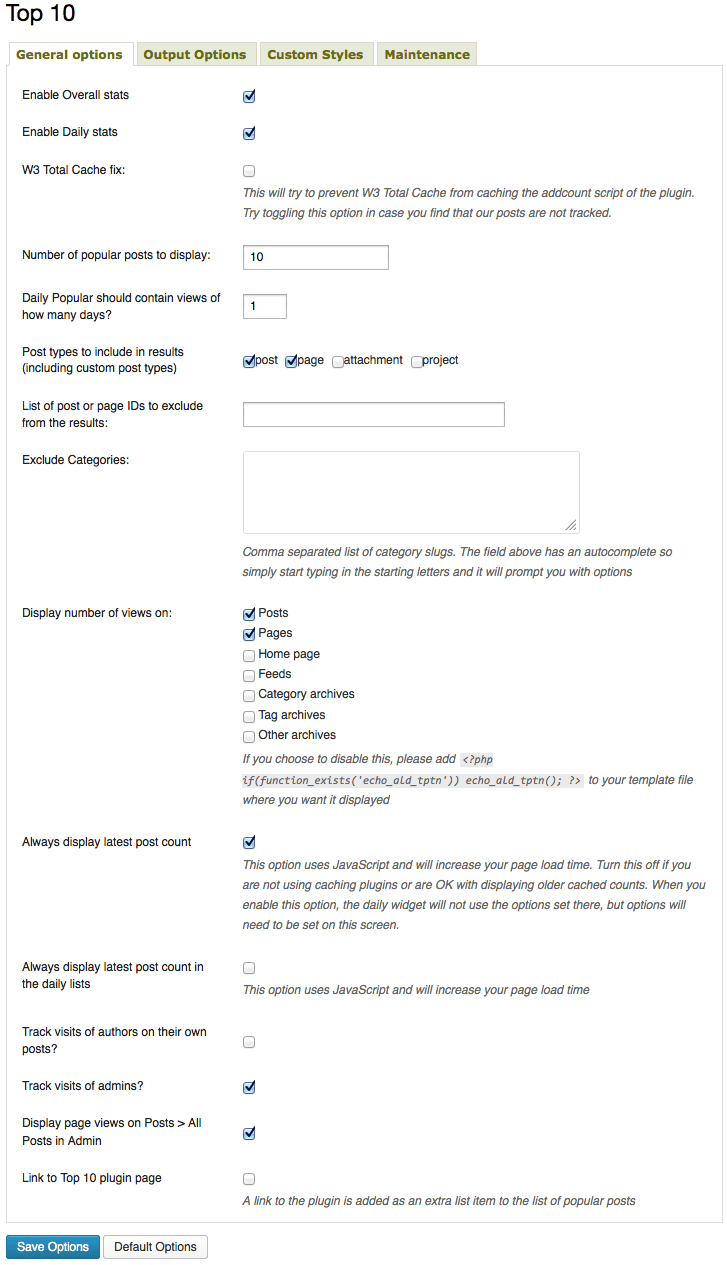 Top 10
General options
Output Options
Custom Styles
Maintenance
Enable Overall stats
Enable Daily stats
W3 Total Cache fix:
This will try to prevent W3 Total Cache from caching the addcount script of the plugin.
Try toggling this option in case you find that our posts are not tracked.
Number of popular posts to display:
10
Daily Popular should contain views of
how many days?
1
Post types to include in results
(including custom post types)
post page attachment project
List of post or page IDs to exclude
from the results:
Exclude Categories:
Comma separated list of category slugs. The field above has an autocomplete so
simply start typing in the starting letters and it will prompt you with options
Display number of views on:
Posts
Pages
Home page
Feeds
Category archives
Tag archives
Other archives
If you choose to disable this, please add <?php
if(function_exists('echo_ald_tptn')) echo_ald_tptn(); ?> to your template file
where you want it displayed
Always display latest post count
This option uses JavaScript and will increase your page load time. Turn this off if you
are not using caching plugins or are OK with displaying older cached counts. When you
enable this option, the daily widget will not use the options set there, but options will
need to be set on this screen.
Always display latest post count in
the daily lists
This option uses JavaScript and will increase your page load time
Track visits of authors on their own
posts?
Track visits of admins?
Display page views on Posts > All
Posts in Admin
Link to Top 10 plugin page
A link to the plugin is added as an extra list item to the list of popular posts
Save Options
Default Options